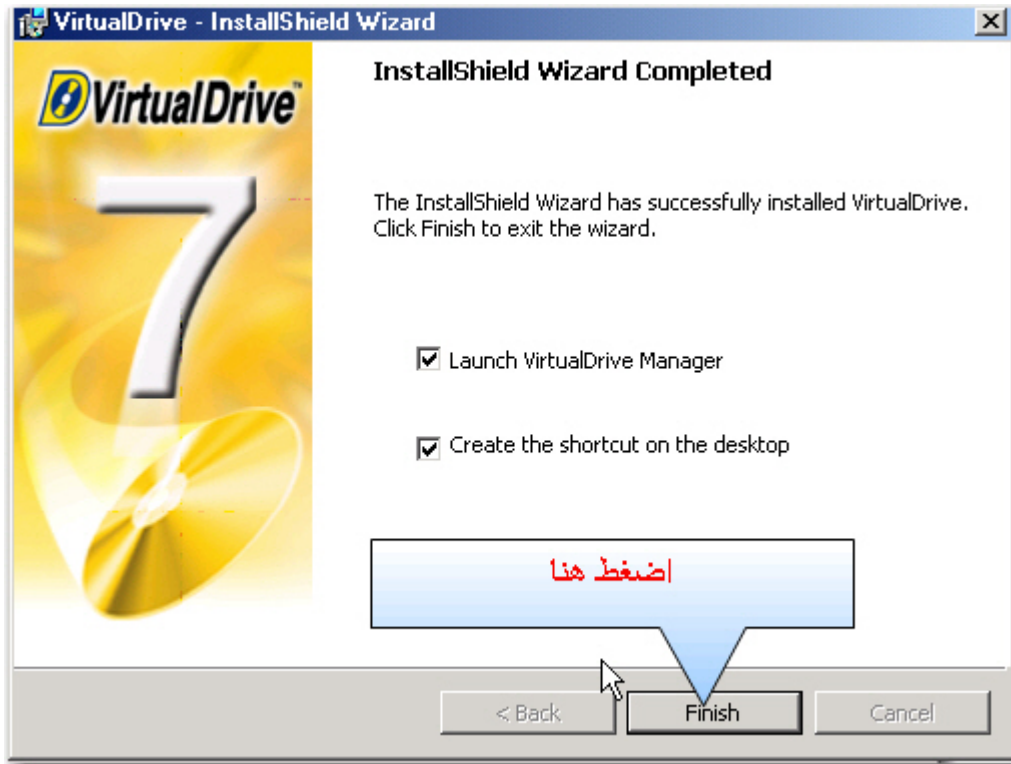 VirtualDrive - InstallShield Wizard
VirtualDrive™
7
InstallShield Wizard Completed
The InstallShield Wizard has successfully installed VirtualDrive.
Click Finish to exit the wizard.
Launch VirtualDrive Manager
Create the shortcut on the desktop
اضغط هنا
< Back
Finish
Cancel